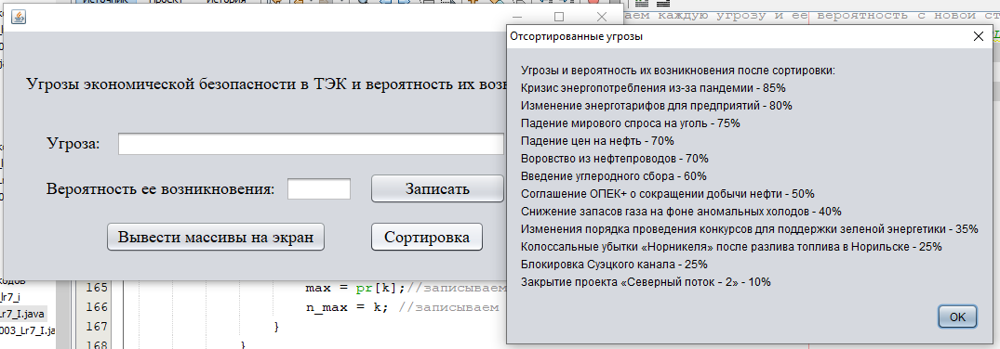 Источник Проект История
аем каждую угрозу и ее вероятность с новой ст
Угрозы экономической безопасности в ТЭК и вероятность их возн
Угроза:
Вероятность ее возникновения:
Записать
Вывести массивы на экран
Сортировка
Отсортированные угрозы
Угрозы и вероятность их возникновения после сортировки:
Кризис энергопотребления из-за пандемии - 85%
Изменение энерготарифов для предприятий - 80%
Падение мирового спроса на уголь - 75%
Падение цен на нефть - 70%
Воровство из нефтепроводов - 70%
Введение углеродного сбора - 60%
Соглашение ОПЕК+ о сокращении добычи нефти - 50%
Снижение запасов газа на фоне аномальных холодов - 40%
Изменения порядка проведения конкурсов для поддержки зеленой энергетики - 35%
Колоссальные убытки «Норникеля» после разлива топлива в Норильске - 25%
Блокировка Суэцкого канала - 25%
Закрытие проекта «Северный поток - 2» - 10%
OK
кодов
_lr7_i
Lr7_I.java
003_Lr7_I.ja
165 max = pr[k];//записываем
166 n_max = k; //записываем
167 }
168 }